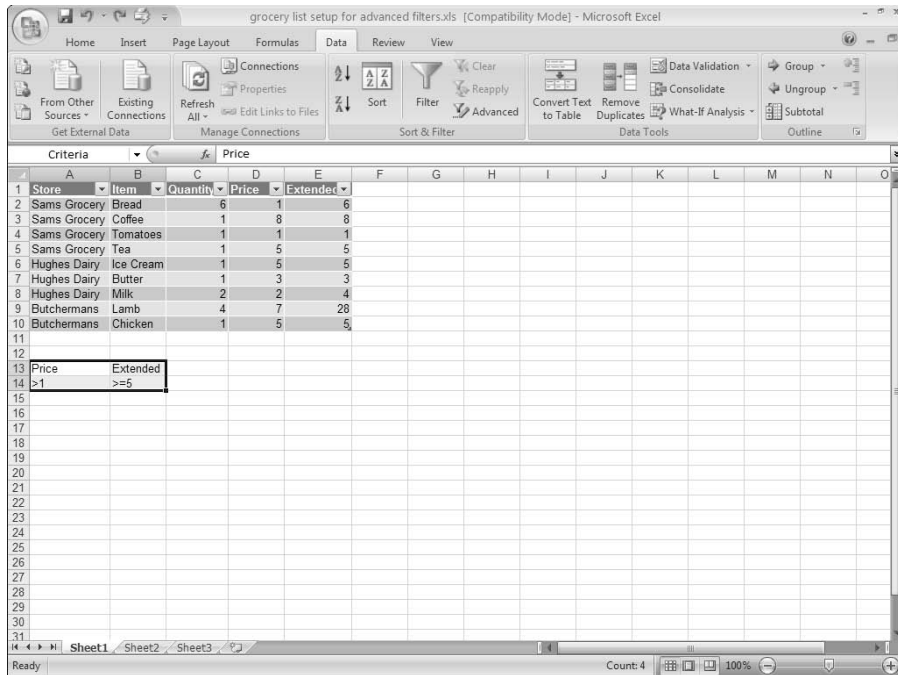 grocery list setup for advanced filters.xls [Compatibility Mode] - Microsoft Excel
Home Insert Page Layout Formulas Data Review View
From Other Sources
Existing Connections
Get External Data
Refresh All
Connections
Properties
Edit Links to Files
Manage Connections
A Z
Z A
A Z
Z A
Sort
Filter
Clear
Reapply
Advanced
Sort & Filter
Convert Text to Table
Remove Duplicates
Data Validation
Consolidate
What-If Analysis
Data Tools
Group
Ungroup
Subtotal
Outline
Criteria fx Price
A B C D E F G H I J K L M N O
1 Store Item Quantity Price Extended
2 Sams Grocery Bread 6 1 6
3 Sams Grocery Coffee 1 8 8
4 Sams Grocery Tomatoes 1 1 1
5 Sams Grocery Tea 1 5 5
6 Hughes Dairy Ice Cream 1 5 5
7 Hughes Dairy Butter 1 3 3
8 Hughes Dairy Milk 2 2 4
9 Butchermans Lamb 4 7 28
10 Butchermans Chicken 1 5 5
11
12
13 Price Extended
14 >1 >=5
15
16
17
18
19
20
21
22
23
24
25
26
27
28
29
30
31
Sheet1 Sheet2 Sheet3
Ready Count: 4 100%